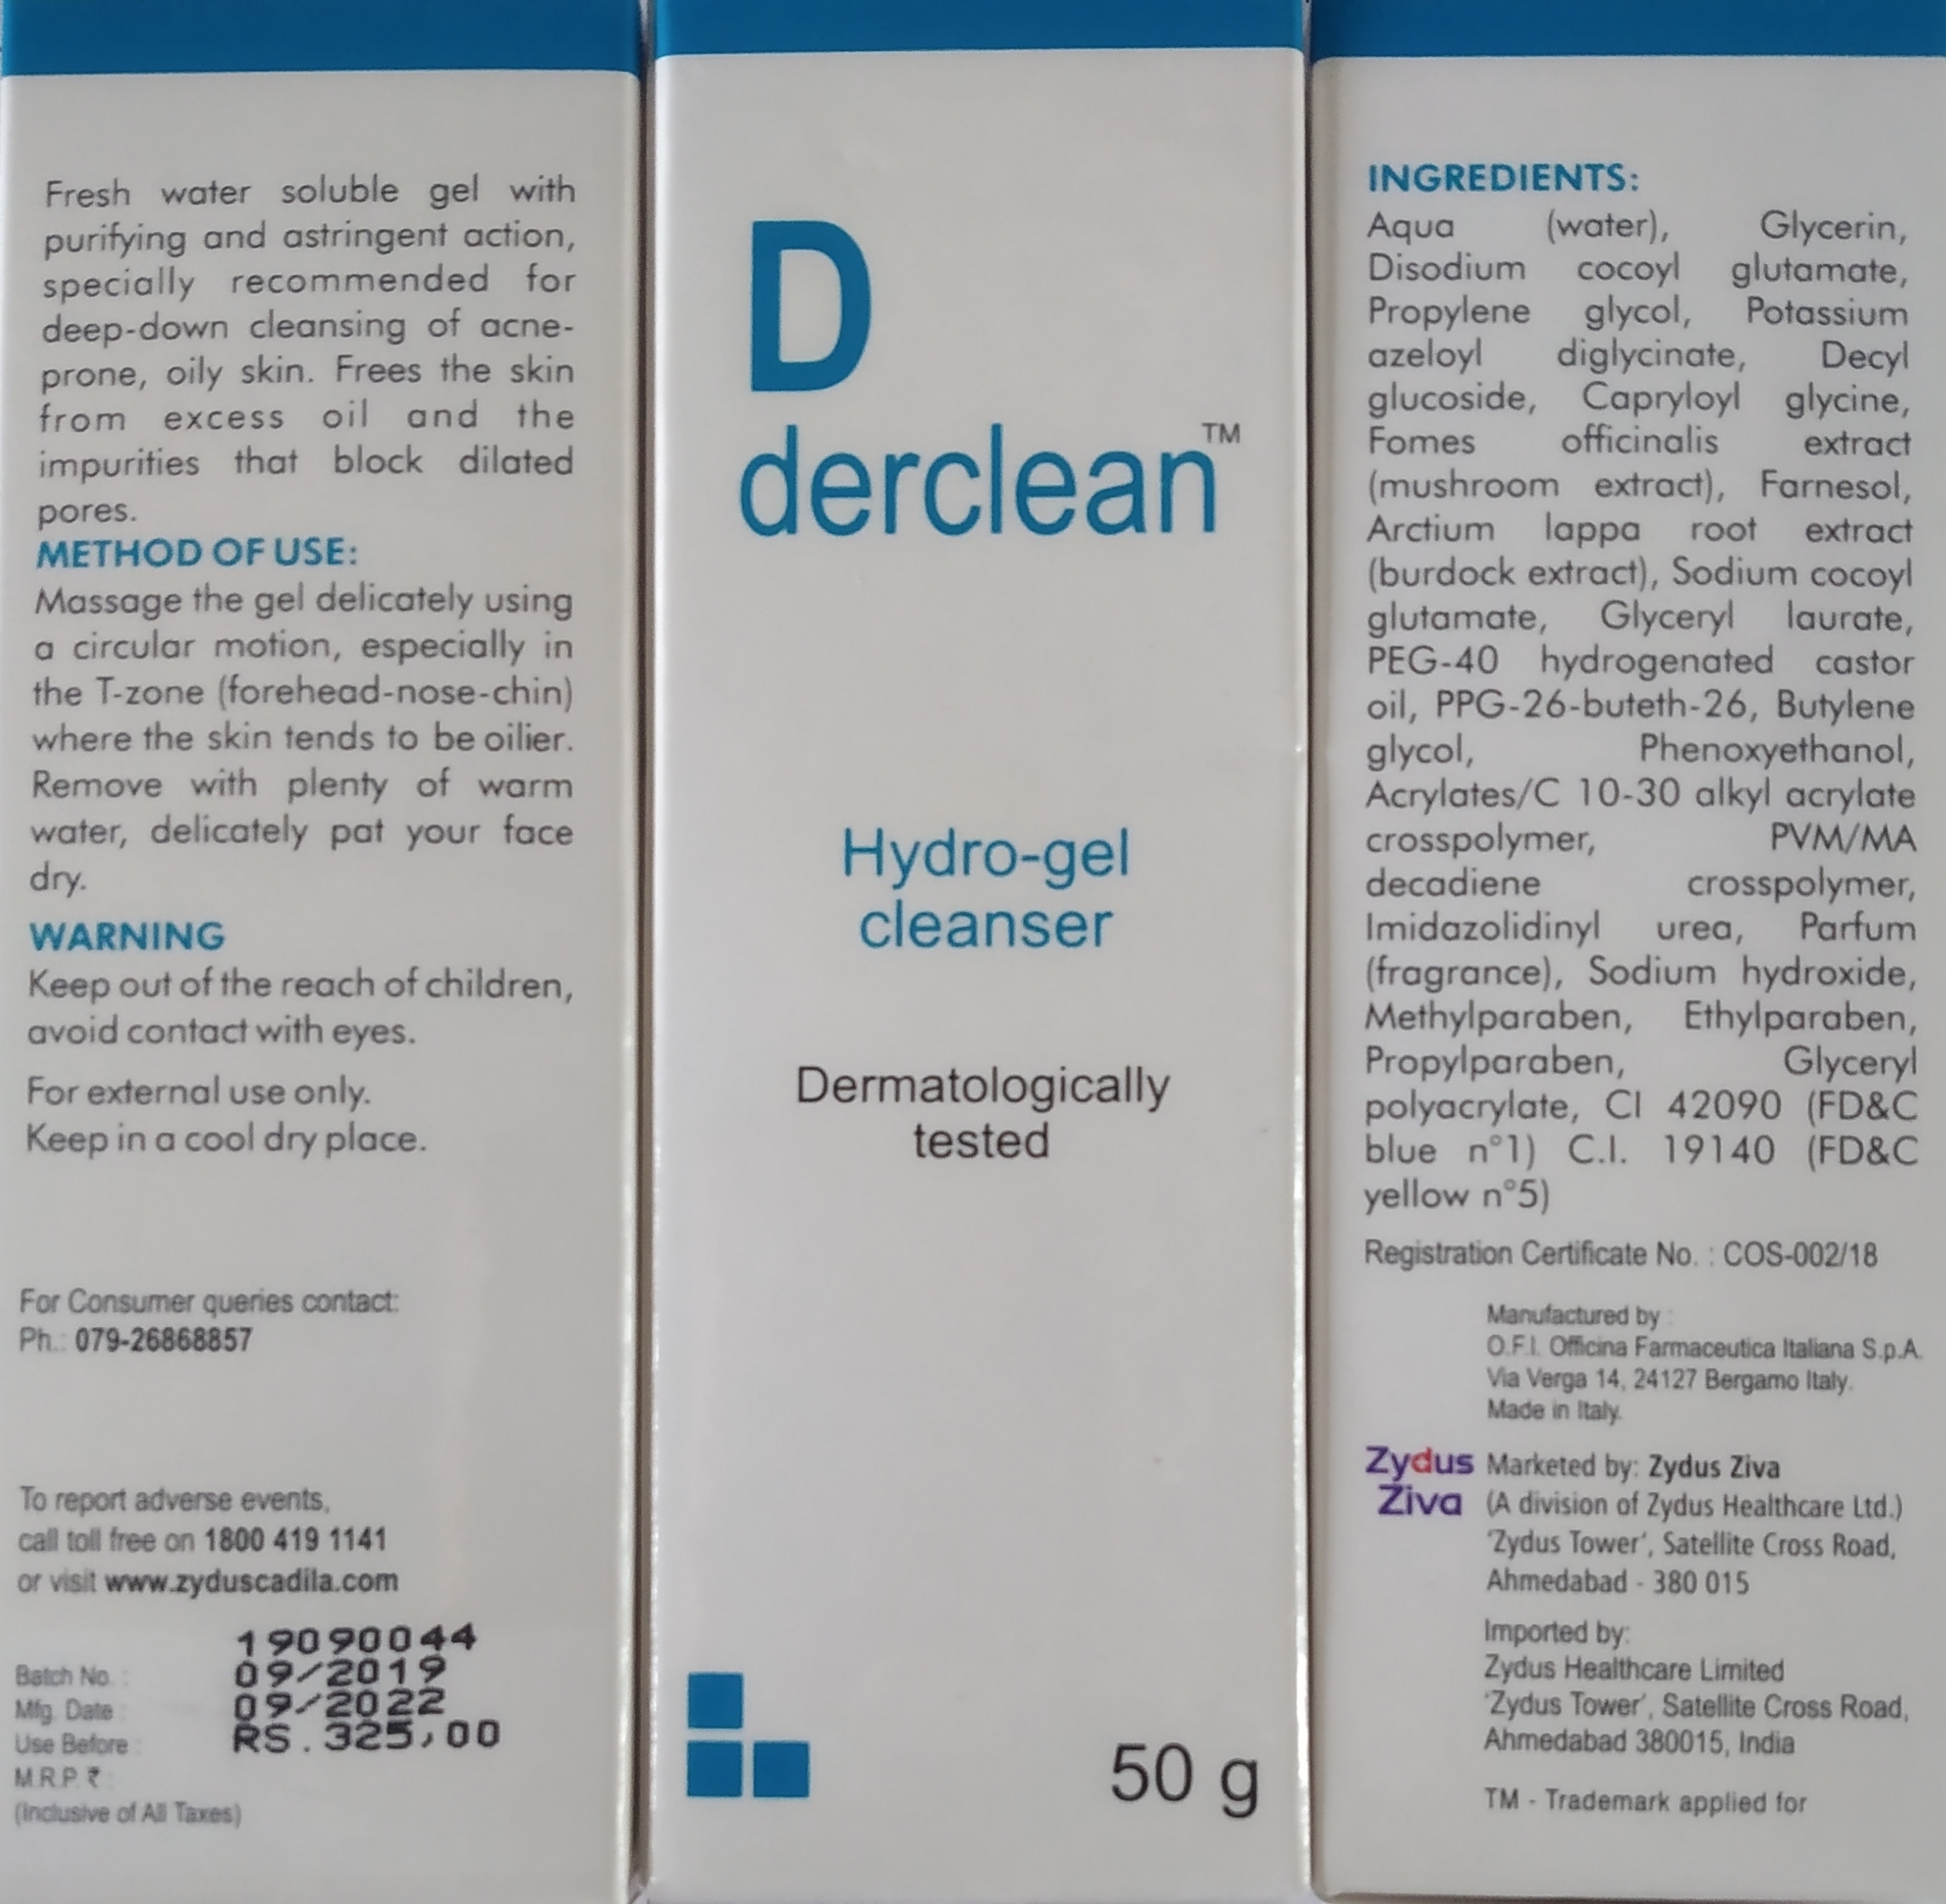 Fresh water soluble gel with
purifying and astringent action,
specially recommended for
deep-down cleansing of acne-
prone, oily skin. Frees the skin
from excess oil and the
impurities that block dilated
pores.
METHOD OF USE:
Massage the gel delicately using
a circular motion, especially in
the T-zone (forehead-nose-chin)
where the skin tends to be oilier.
Remove with plenty of warm
water, delicately pat your face
dry.
WARNING
Keep out of the reach of children,
avoid contact with eyes.
For external use only.
Keep in a cool dry place.
For Consumer queries contact:
Ph.: 079-26868857
To report adverse events,
call toll free on 1800 419 1141
or visit www.zyduscadila.com
19090044
Batch No. : 09/2019
Mfg. Date : 09/2022
Use Before : RS.325,00
M.R.P. ₹ :
(Inclusive of All Taxes)
D
derclean™
Hydro-gel
cleanser
Dermatologically
tested
50 g
INGREDIENTS:
Aqua (water), Glycerin,
Disodium cocoyl glutamate,
Propylene glycol, Potassium
azeloyl diglycinate, Decyl
glucoside, Capryloyl glycine,
Fomes officinalis extract
(mushroom extract), Farnesol,
Arctium lappa root extract
(burdock extract), Sodium cocoyl
glutamate, Glyceryl laurate,
PEG-40 hydrogenated castor
oil, PPG-26-buteth-26, Butylene
glycol, Phenoxyethanol,
Acrylates/C 10-30 alkyl acrylate
crosspolymer, PVM/MA
decadiene crosspolymer,
Imidazolidinyl urea, Parfum
(fragrance), Sodium hydroxide,
Methylparaben, Ethylparaben,
Propylparaben, Glyceryl
polyacrylate, CI 42090 (FD&C
blue n°1) C.I. 19140 (FD&C
yellow n°5)
Registration Certificate No. : COS-002/18
Manufactured by :
O.F.I. Officina Farmaceutica Italiana S.p.A.
Via Verga 14, 24127 Bergamo Italy.
Made in Italy.
Zydus
Ziva
Marketed by: Zydus Ziva
(A division of Zydus Healthcare Ltd.)
'Zydus Tower', Satellite Cross Road,
Ahmedabad - 380 015
Imported by:
Zydus Healthcare Limited
'Zydus Tower', Satellite Cross Road,
Ahmedabad 380015, India
TM - Trademark applied for